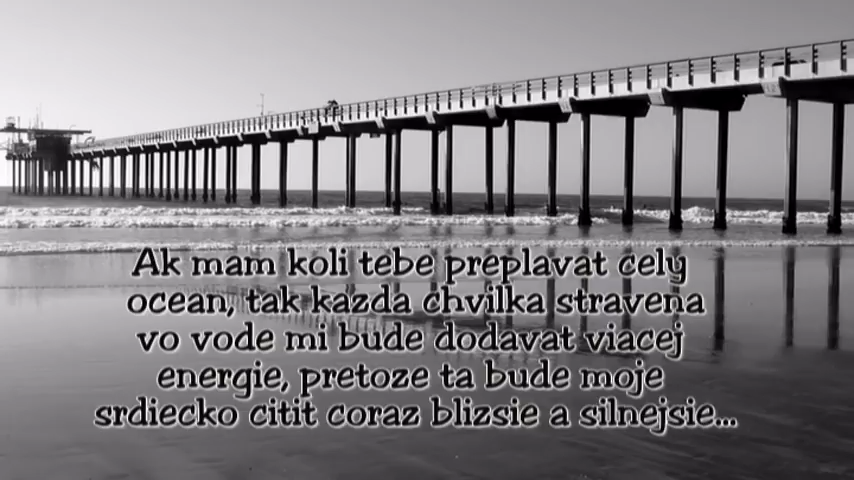 Ak mam koli tebe preplavat cely
ocean, tak kazda chvilka stravena
vo vode mi bude dodavat viacej
energie, pretoze ta bude moje
srdiecko citit coraz blizsie a silnejsie...